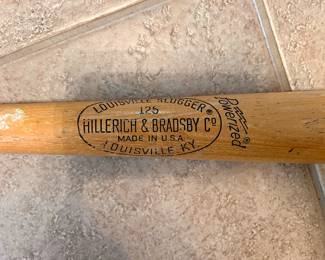 LOUISVILLE SLUGGER®
125
HILLERICH & BRADSBY Cº
MADE IN U.S.A.
LOUISVILLE KY.
Powerized®